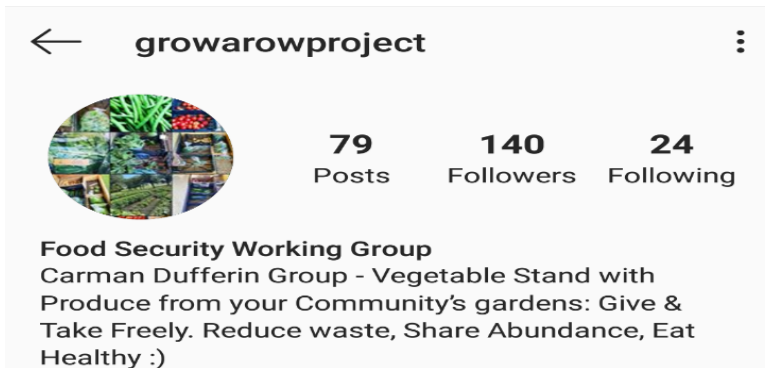 growarowproject
79 140 24
Posts Followers Following
Food Security Working Group
Carman Dufferin Group - Vegetable Stand with
Produce from your Community’s gardens: Give &
Take Freely. Reduce waste, Share Abundance, Eat
Healthy :)